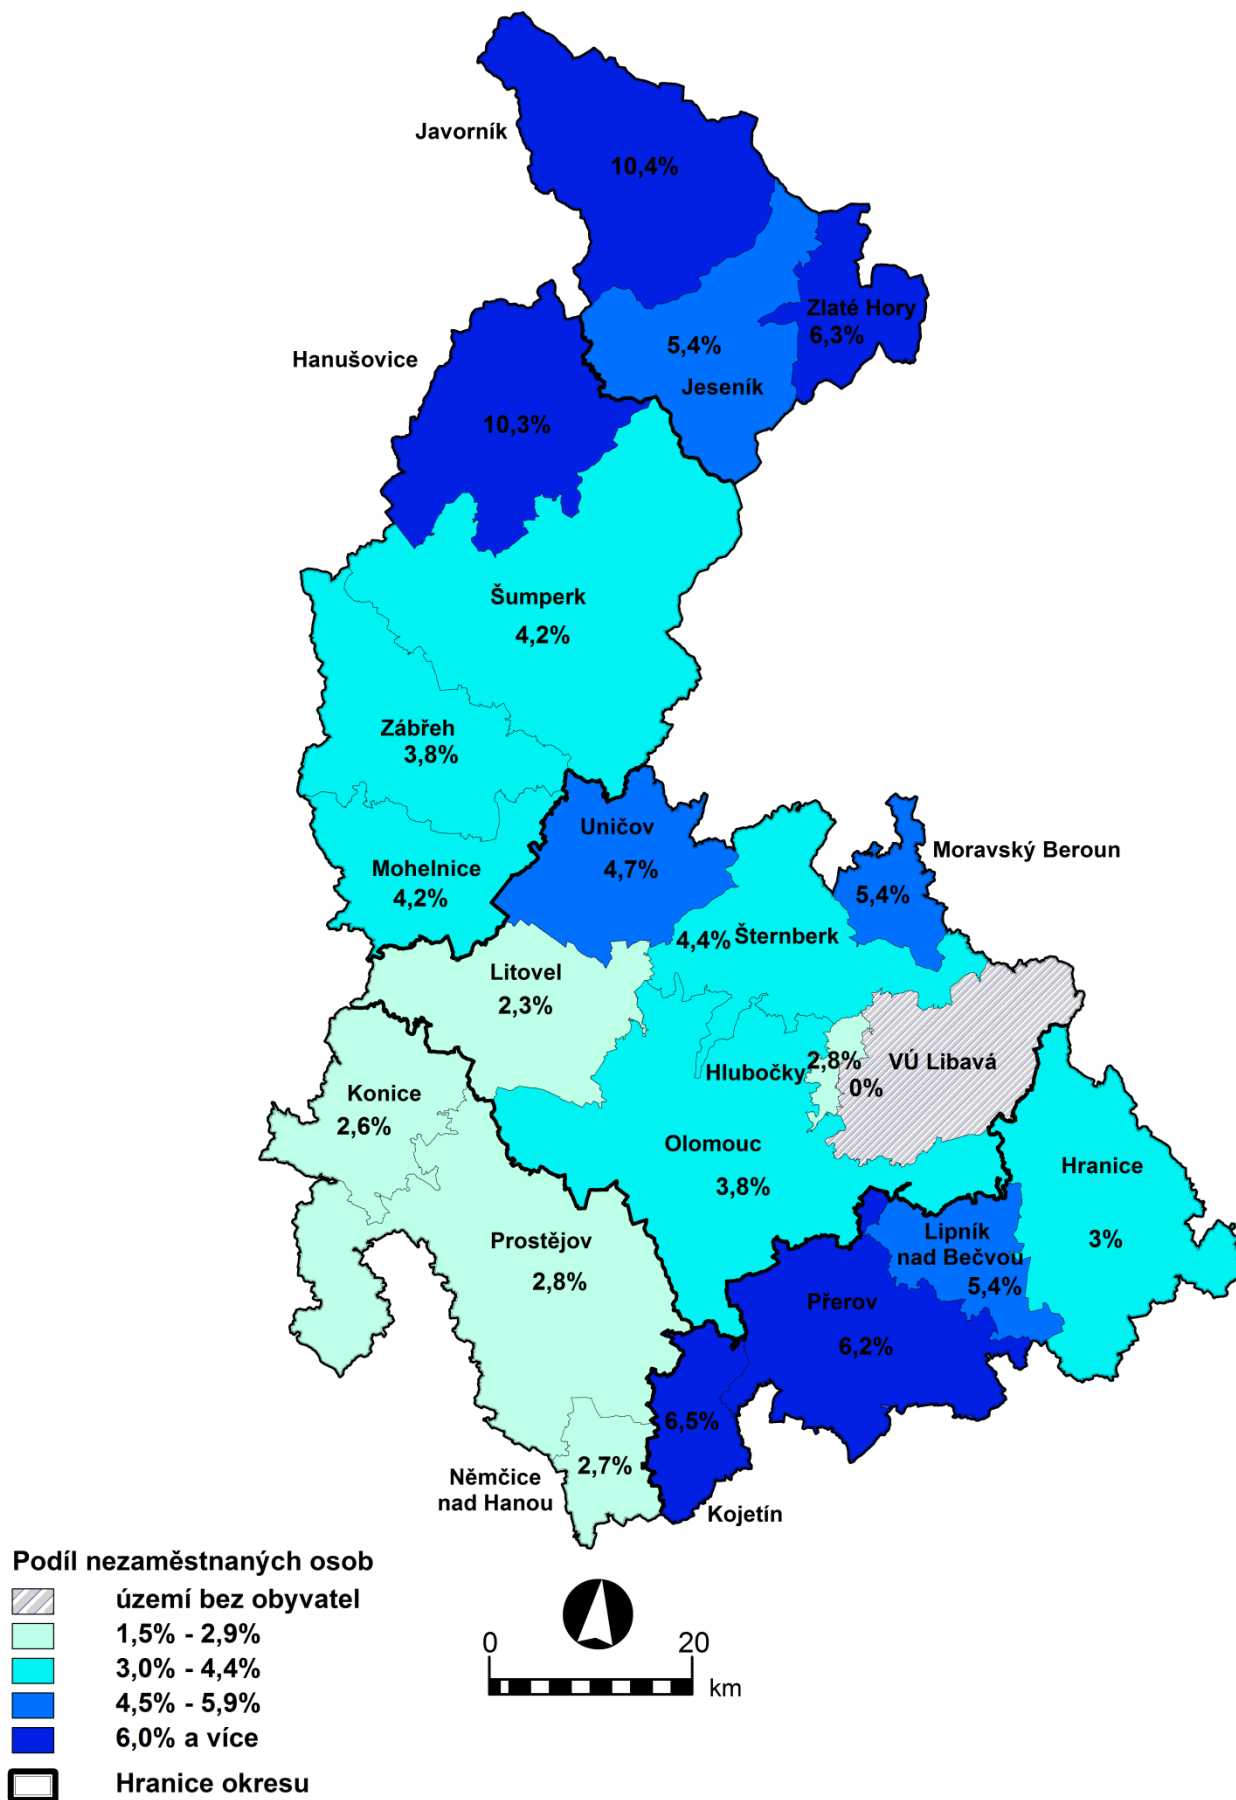 Javorník
10,4%
Zlaté Hory
6,3%
5,4%
Jeseník
Hanušovice
10,3%
Šumperk
4,2%
Zábřeh
3,8%
Uničov
4,7%
Mohelnice
4,2%
Moravský Beroun
5,4%
4,4%
Šternberk
Litovel
2,3%
2,8%
Hlubočky
VÚ Libavá
0%
Konice
2,6%
Olomouc
3,8%
Hranice
3%
Prostějov
2,8%
Lipník
nad Bečvou
5,4%
Přerov
6,2%
6,5%
Kojetín
2,7%
Němčice
nad Hanou
Podíl nezaměstnaných osob
území bez obyvatel
1,5% - 2,9%
3,0% - 4,4%
4,5% - 5,9%
6,0% a více
Hranice okresu
0 20
km